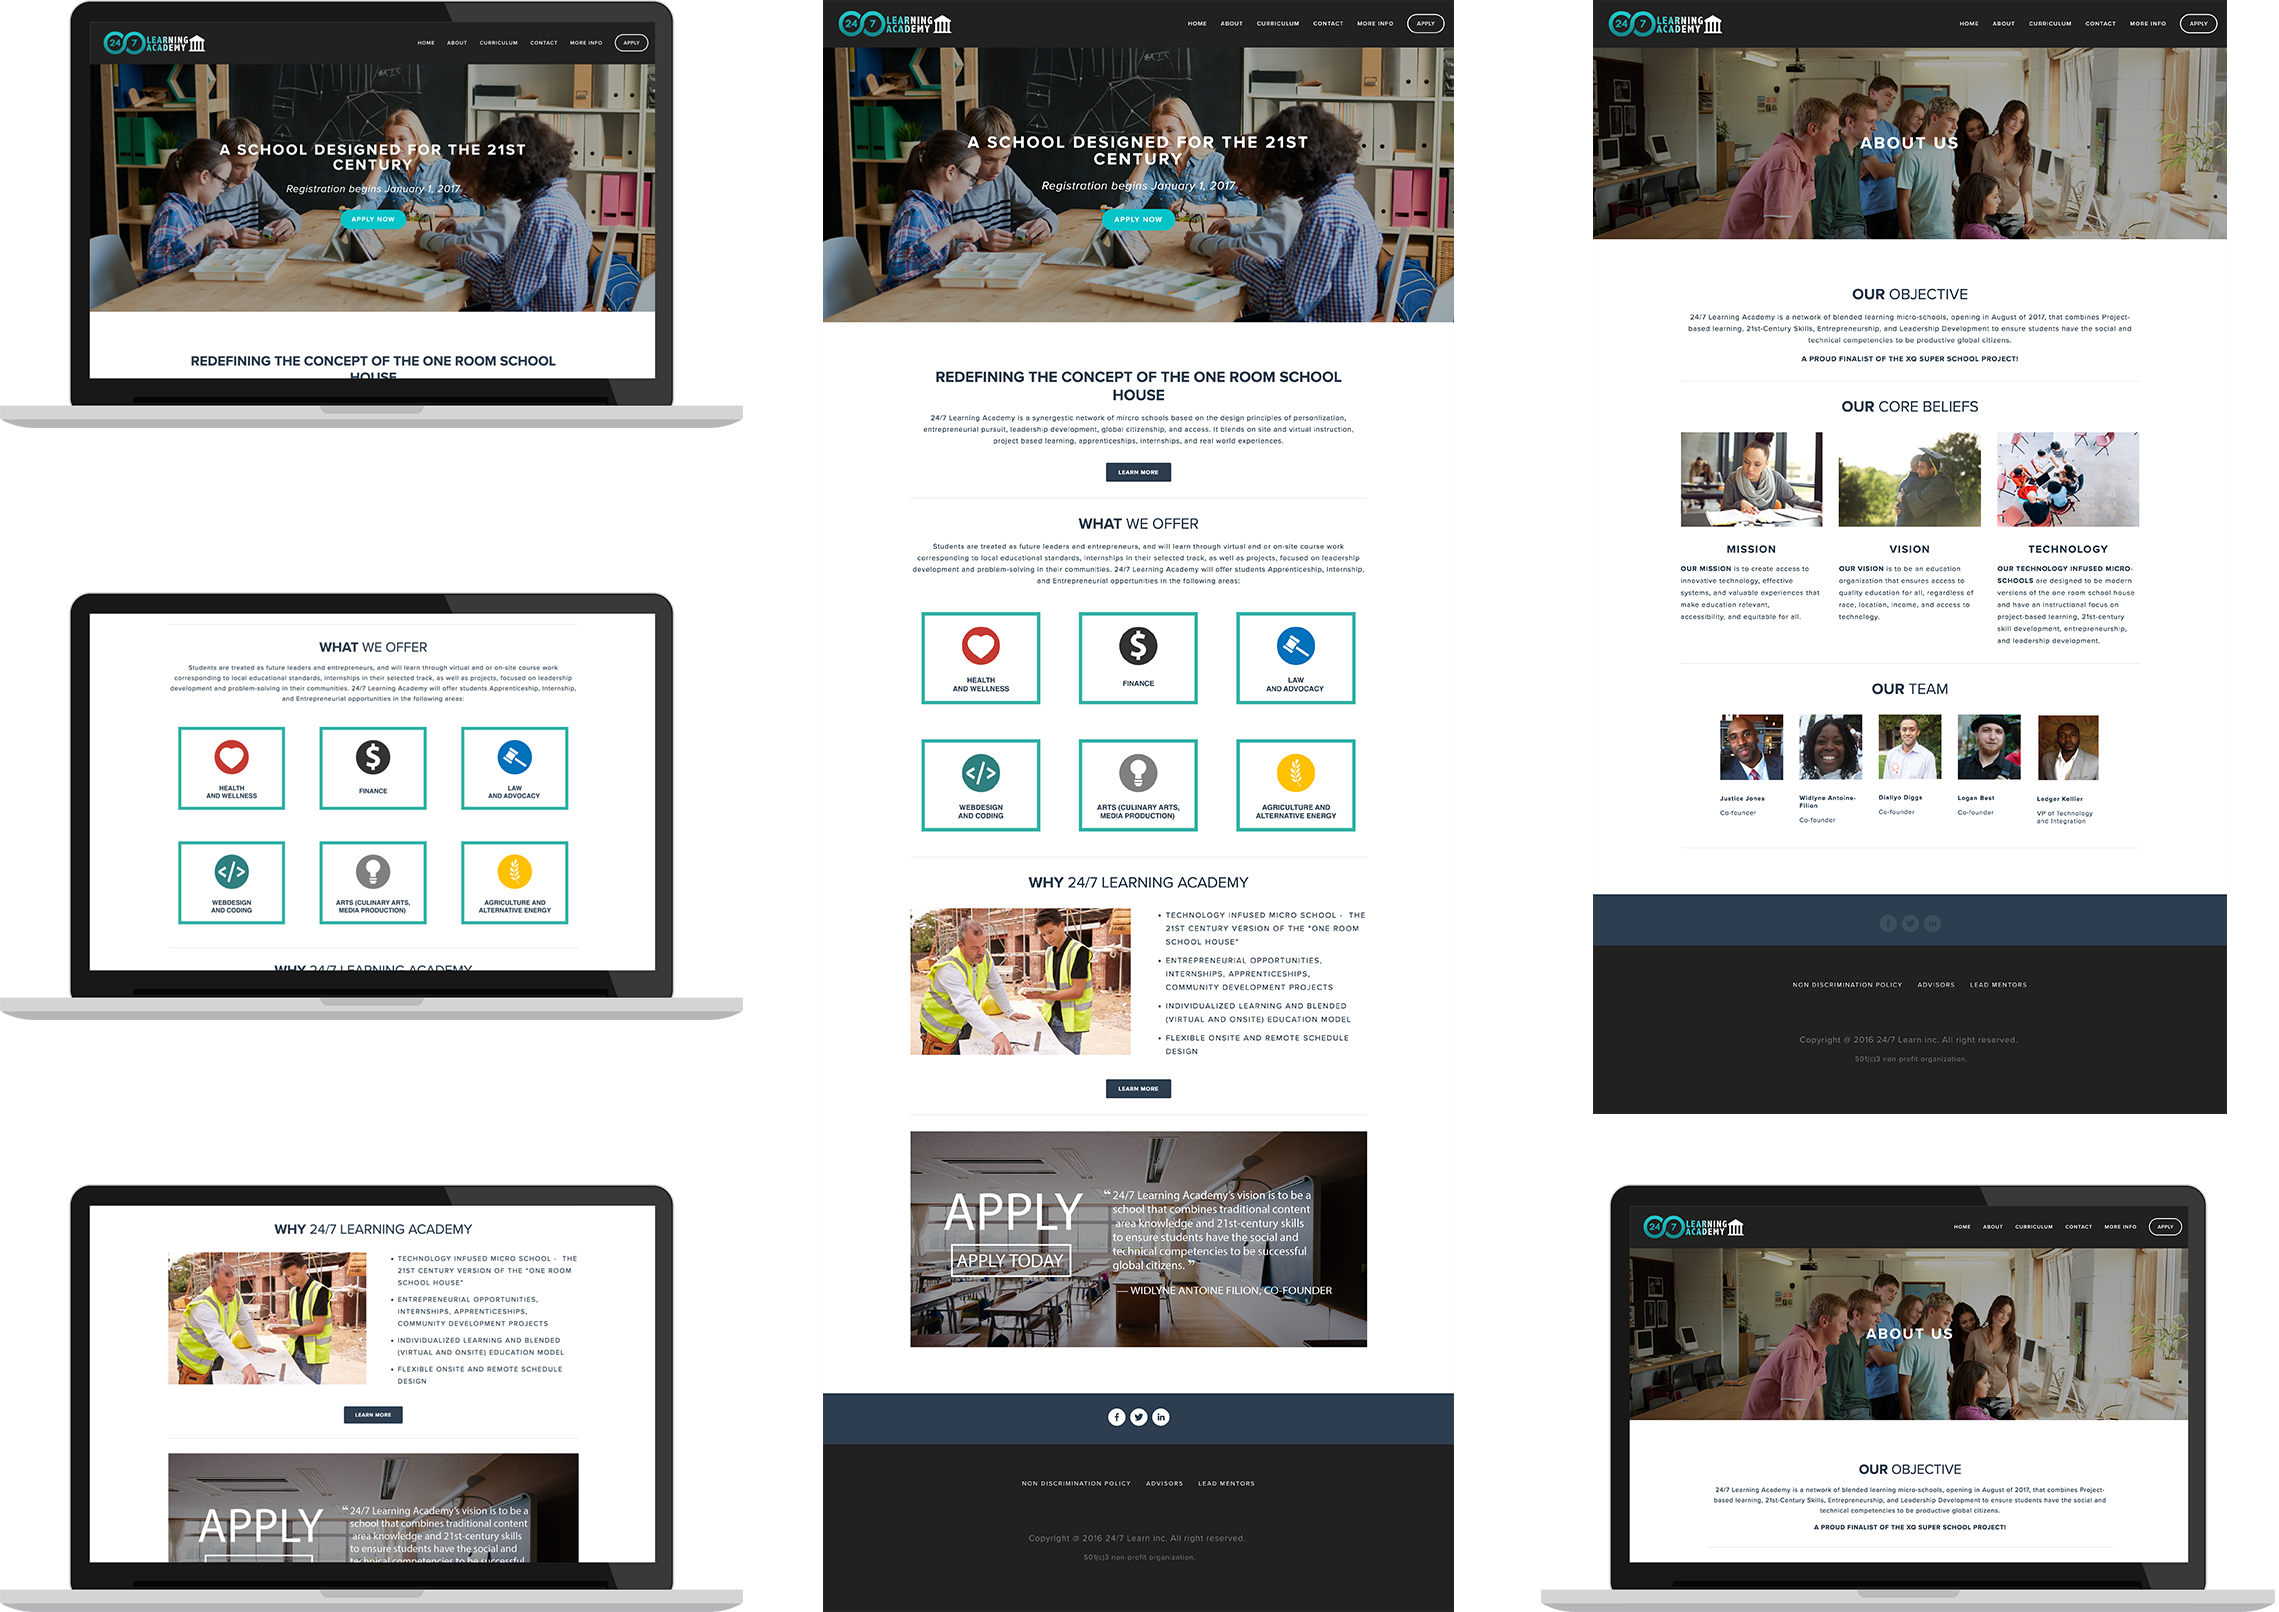 24 7 LEARNING
ACADEMY
HOME ABOUT CURRICULUM CONTACT MORE INFO APPLY
A SCHOOL DESIGNED FOR THE 21ST
CENTURY
Registration begins January 1, 2017
APPLY NOW
REDEFINING THE CONCEPT OF THE ONE ROOM SCHOOL
HOUSE
WHAT WE OFFER
Students are treated as future leaders and entrepreneurs, and will learn through virtual and or on-site course work
corresponding to local educational standards, internships in their selected track, as well as projects, focused on leadership
development and problem-solving in their communities. 24/7 Learning Academy will offer students Apprenticeship, Internship,
and Entrepreneurial opportunities in the following areas:
HEALTH
AND WELLNESS
FINANCE
LAW
AND ADVOCACY
WEBDESIGN
AND CODING
ARTS (CULINARY ARTS,
MEDIA PRODUCTION)
AGRICULTURE AND
ALTERNATIVE ENERGY
WHY 24/7 LEARNING ACADEMY
WHY 24/7 LEARNING ACADEMY
• TECHNOLOGY INFUSED MICRO SCHOOL - THE
21ST CENTURY VERSION OF THE "ONE ROOM
SCHOOL HOUSE"
• ENTREPRENEURIAL OPPORTUNITIES,
INTERNSHIPS, APPRENTICESHIPS,
COMMUNITY DEVELOPMENT PROJECTS
• INDIVIDUALIZED LEARNING AND BLENDED
(VIRTUAL AND ONSITE) EDUCATION MODEL
• FLEXIBLE ONSITE AND REMOTE SCHEDULE
DESIGN
LEARN MORE
APPLY
“ 24/7 Learning Academy's vision is to be a
school that combines traditional content
area knowledge and 21st-century skills
to ensure students have the social and
technical competencies to be successful
24 7 LEARNING
ACADEMY
HOME ABOUT CURRICULUM CONTACT MORE INFO APPLY
A SCHOOL DESIGNED FOR THE 21ST
CENTURY
Registration begins January 1, 2017
APPLY NOW
REDEFINING THE CONCEPT OF THE ONE ROOM SCHOOL
HOUSE
24/7 Learning Academy is a synergestic network of mircro schools based on the design principles of personlization,
entrepreneurial pursuit, leadership development, global citizenship, and access. It blends on site and virtual instruction,
project based learning, apprenticeships, internships, and real world experiences.
LEARN MORE
WHAT WE OFFER
Students are treated as future leaders and entrepreneurs, and will learn through virtual and or on-site course work
corresponding to local educational standards, internships in their selected track, as well as projects, focused on leadership
development and problem-solving in their communities. 24/7 Learning Academy will offer students Apprenticeship, Internship,
and Entrepreneurial opportunities in the following areas:
HEALTH
AND WELLNESS
FINANCE
LAW
AND ADVOCACY
WEBDESIGN
AND CODING
ARTS (CULINARY ARTS,
MEDIA PRODUCTION)
AGRICULTURE AND
ALTERNATIVE ENERGY
WHY 24/7 LEARNING ACADEMY
• TECHNOLOGY INFUSED MICRO SCHOOL - THE
21ST CENTURY VERSION OF THE "ONE ROOM
SCHOOL HOUSE"
• ENTREPRENEURIAL OPPORTUNITIES,
INTERNSHIPS, APPRENTICESHIPS,
COMMUNITY DEVELOPMENT PROJECTS
• INDIVIDUALIZED LEARNING AND BLENDED
(VIRTUAL AND ONSITE) EDUCATION MODEL
• FLEXIBLE ONSITE AND REMOTE SCHEDULE
DESIGN
LEARN MORE
APPLY
APPLY TODAY
“ 24/7 Learning Academy's vision is to be a
school that combines traditional content
area knowledge and 21st-century skills
to ensure students have the social and
technical competencies to be successful
global citizens. ”
— WIDLYNE ANTOINE FILION, CO-FOUNDER
NON DISCRIMINATION POLICY ADVISORS LEAD MENTORS
Copyright @ 2016 24/7 Learn inc. All right reserved.
501(c)3 non-profit organization.
24 7 LEARNING
ACADEMY
HOME ABOUT CURRICULUM CONTACT MORE INFO APPLY
ABOUT US
OUR OBJECTIVE
24/7 Learning Academy is a network of blended learning micro-schools, opening in August of 2017, that combines Project-
based learning, 21st-Century Skills, Entrepreneurship, and Leadership Development to ensure students have the social and
technical competencies to be productive global citizens.
A PROUD FINALIST OF THE XQ SUPER SCHOOL PROJECT!
OUR CORE BELIEFS
MISSION
OUR MISSION is to create access to
innovative technology, effective
systems, and valuable experiences that
make education relevant,
accessibility, and equitable for all.
VISION
OUR VISION is to be an education
organization that ensures access to
quality education for all, regardless of
race, location, income, and access to
technology.
TECHNOLOGY
OUR TECHNOLOGY INFUSED MICRO-
SCHOOLS are designed to be modern
versions of the one room school house
and have an instructional focus on
project-based learning, 21st-century
skill development, entrepreneurship,
and leadership development.
OUR TEAM
Justice Jones
Co-founder
Widlyne Antoine-
Filion
Co-founder
Diallyo Diggs
Co-founder
Logan Best
Co-founder
Ledger Kellier
VP of Technology
and Integration
NON DISCRIMINATION POLICY ADVISORS LEAD MENTORS
Copyright @ 2016 24/7 Learn inc. All right reserved.
501(c)3 non-profit organization.
24 7 LEARNING
ACADEMY
HOME ABOUT CURRICULUM CONTACT MORE INFO APPLY
ABOUT US
OUR OBJECTIVE
24/7 Learning Academy is a network of blended learning micro-schools, opening in August of 2017, that combines Project-
based learning, 21st-Century Skills, Entrepreneurship, and Leadership Development to ensure students have the social and
technical competencies to be productive global citizens.
A PROUD FINALIST OF THE XQ SUPER SCHOOL PROJECT!